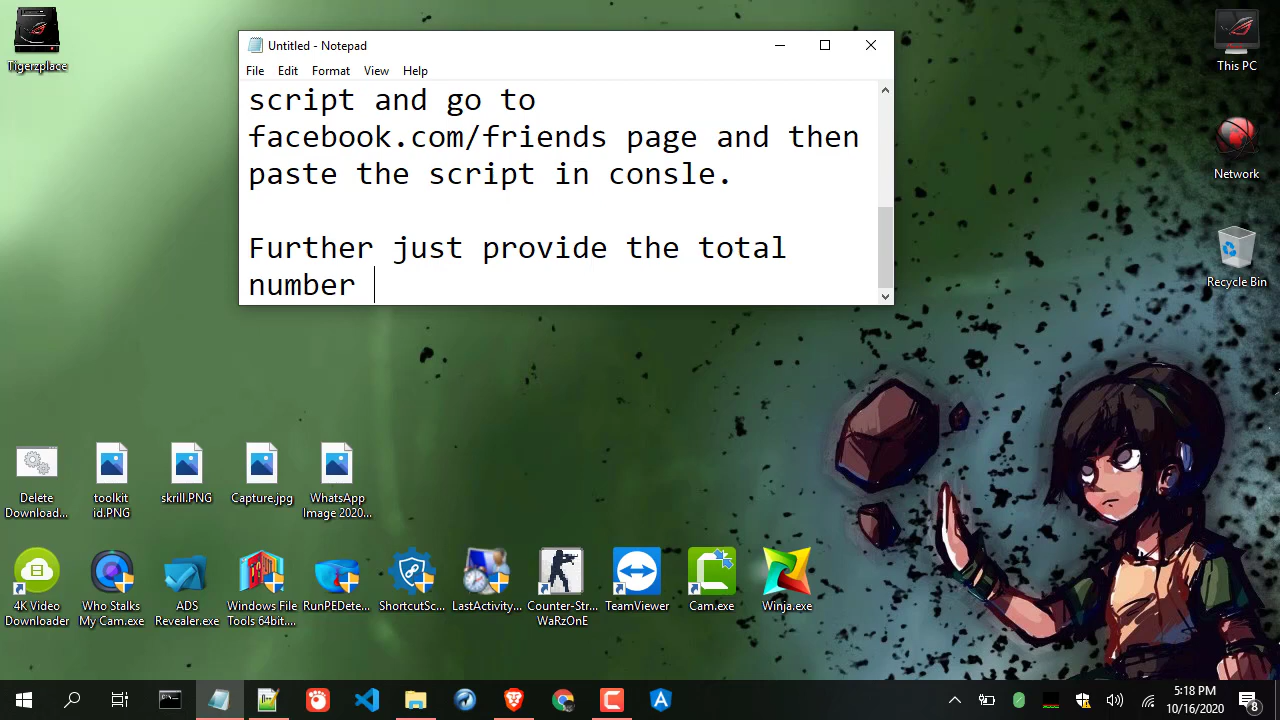 Tigerzplace
Untitled - Notepad
File Edit Format View Help
script and go to
facebook.com/friends page and then
paste the script in consle.
Further just provide the total
number
This PC
Network
Recycle Bin
Delete
Download...
toolkit
id.PNG
skrill.PNG
Capture.jpg
WhatsApp
Image 2020...
4K Video
Downloader
Who Stalks
My Cam.exe
ADS
Revealer.exe
Windows File
Tools 64bit....
RunPEDete...
ShortcutSc...
LastActivity...
Counter-Str...
WaRzOnE
TeamViewer
Cam.exe
Winja.exe
5:18 PM
10/16/2020
8